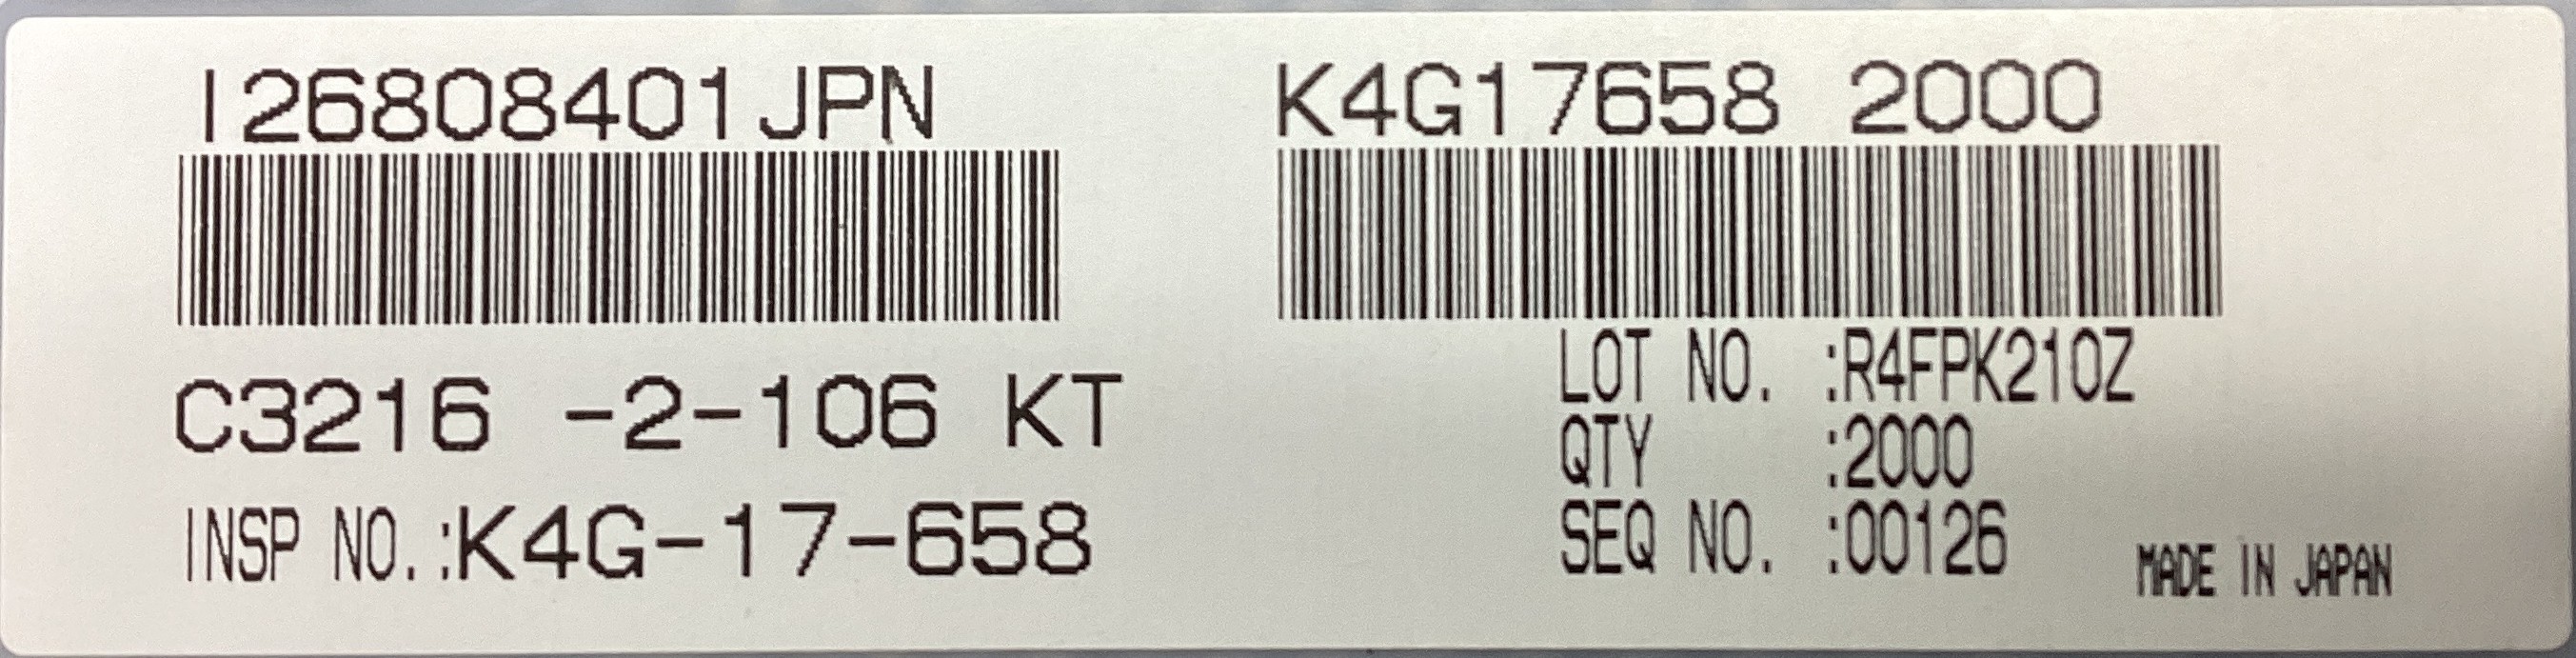 I26808401JPN
K4G17658 2000
C3216 -2-106 KT
INSP NO.:K4G-17-658
LOT NO. :R4FPK210Z
QTY :2000
SEQ NO. :00126
MADE IN JAPAN